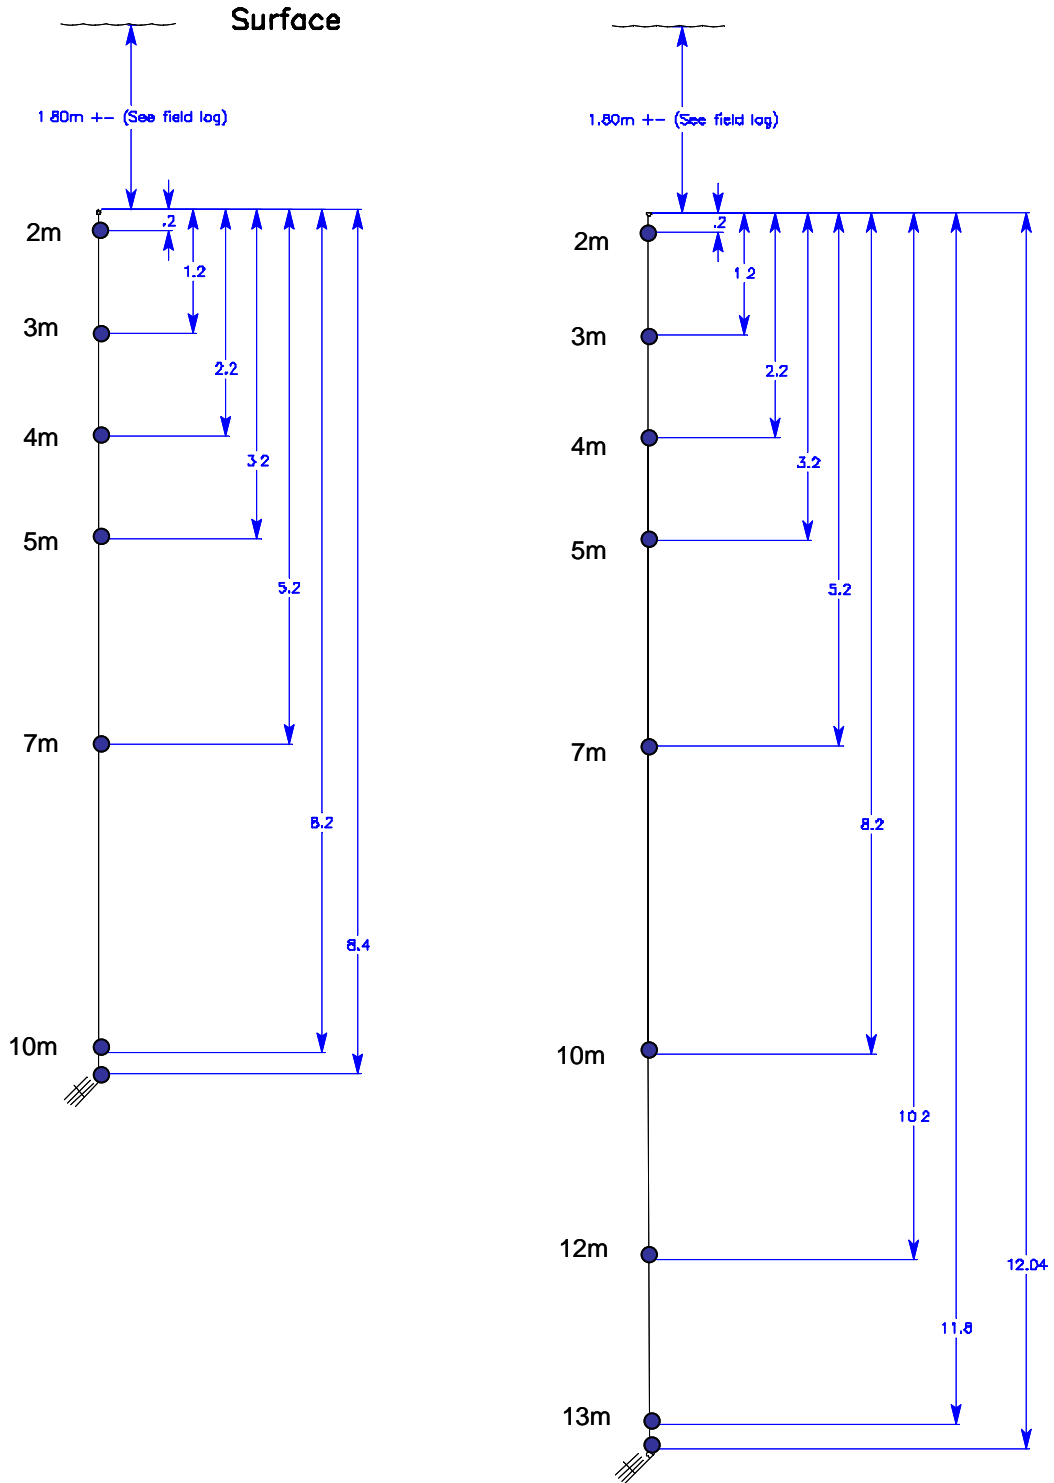 Surface
1.80m +- (See field log)
1.80m +- (See field log)
.2
2m
1.2
3m
2.2
4m
3.2
5m
5.2
7m
8.2
8.4
10m
.2
2m
1.2
3m
2.2
4m
3.2
5m
5.2
7m
8.2
10m
10.2
12m
12.04
11.8
13m